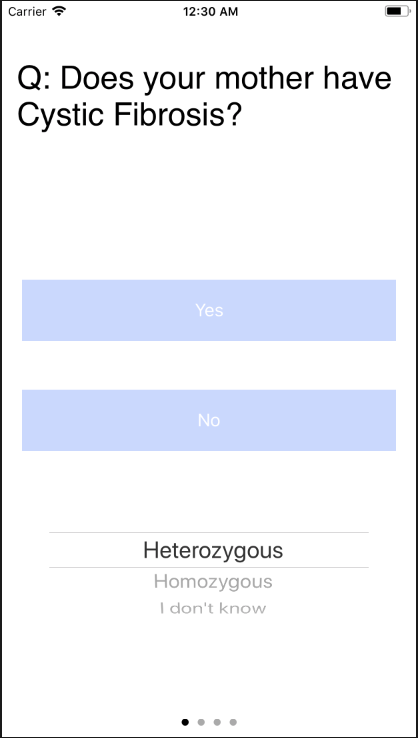 Carrier 12:30 AM
Q: Does your mother have
Cystic Fibrosis?
Yes
No
Heterozygous
Homozygous
I don't know